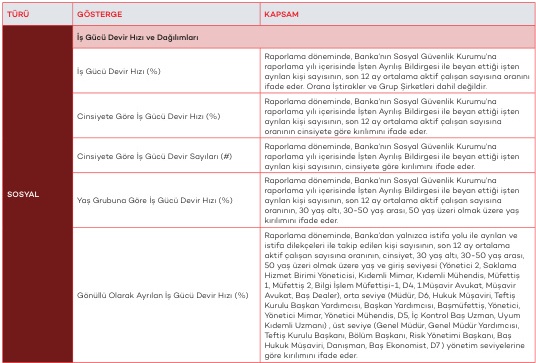 TÜRÜ GÖSTERGE KAPSAM
İş Gücü Devir Hızı ve Dağılımları
SOSYAL
İş Gücü Devir Hızı (%)
Raporlama döneminde, Banka'nın Sosyal Güvenlik Kurumu'na
raporlama yılı içerisinde İşten Ayrılış Bildirgesi ile beyan ettiği işten
ayrılan kişi sayısının, son 12 ay ortalama aktif çalışan sayısına oranını
ifade eder. Orana İştirakler ve Grup Şirketleri dahil değildir.
Cinsiyete Göre İş Gücü Devir Hızı (%)
Raporlama döneminde, Banka'nın Sosyal Güvenlik Kurumu'na
raporlama yılı içerisinde İşten Ayrılış Bildirgesi ile beyan ettiği işten
ayrılan kişi sayısının, son 12 ay ortalama aktif çalışan sayısına
oranının cinsiyete göre kırılımını ifade eder.
Cinsiyete Göre İş Gücü Devir Sayıları (#)
Raporlama döneminde, Banka'nın Sosyal Güvenlik Kurumu'na
raporlama yılı içerisinde İşten Ayrılış Bildirgesi ile beyan ettiği işten
ayrılan kişi sayısının, cinsiyete göre kırılımını ifade eder.
Yaş Grubuna Göre İş Gücü Devir Hızı (%)
Raporlama döneminde, Banka'nın Sosyal Güvenlik Kurumu'na
raporlama yılı içerisinde İşten Ayrılış Bildirgesi ile beyan ettiği işten
ayrılan kişi sayısının, son 12 ay ortalama aktif çalışan sayısına
oranının, 30 yaş altı, 30-50 yaş arası, 50 yaş üzeri olmak üzere yaş
kırılımını ifade eder.
Gönüllü Olarak Ayrılan İş Gücü Devir Hızı (%)
Raporlama döneminde, Banka'dan yalnızca istifa yolu ile ayrılan ve
istifa dilekçeleri ile takip edilen kişi sayısının, son 12 ay ortalama
aktif çalışan sayısına oranının, cinsiyet, 30 yaş altı, 30-50 yaş arası,
50 yaş üzeri olmak üzere yaş ve giriş seviyesi (Yönetici 2, Saklama
Hizmet Birimi Yöneticisi, Kıdemli Mimar, Kıdemli Mühendis, Müfettiş
1, Müfettiş 2, Bilgi İşlem Müfettişi-1, D4, 1.Müşavir Avukat, Müşavir
Avukat, Baş Dealer), orta seviye (Müdür, D6, Hukuk Müşaviri, Teftiş
Kurulu Başkan Yardımcısı, Başkan Yardımcısı, Başmüfettiş, Yönetici,
Yönetici Mimar, Yönetici Mühendis, D5, İç Kontrol Baş Uzman, Uyum
Kıdemli Uzmanı) , üst seviye (Genel Müdür, Genel Müdür Yardımcısı,
Teftiş Kurulu Başkanı, Bölüm Başkanı, Risk Yönetimi Başkanı, Baş
Hukuk Müşaviri, Danışman, Baş Ekonomist, D7 ) yönetim seviyelerine
göre kırılımını ifade eder.